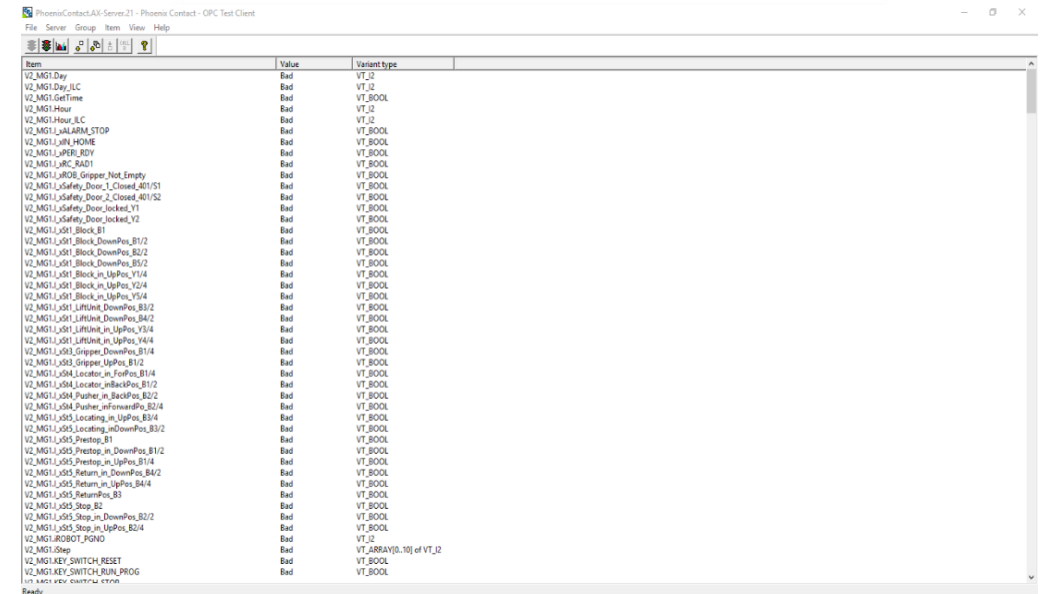 PhoenixContact.AX-Server.21 - Phoenix Contact - OPC Test Client
File Server Group Item View Help
Item Value Variant type
V2_MG1.Day Bad VT_I2
V2_MG1.Day_ILC Bad VT_I2
V2_MG1.GetTime Bad VT_BOOL
V2_MG1.Hour Bad VT_I2
V2_MG1.Hour_ILC Bad VT_I2
V2_MG1.I_xALARM_STOP Bad VT_BOOL
V2_MG1.I_xIN_HOME Bad VT_BOOL
V2_MG1.I_xPERI_RDY Bad VT_BOOL
V2_MG1.I_xRC_RAD1 Bad VT_BOOL
V2_MG1.I_xROB_Gripper_Not_Empty Bad VT_BOOL
V2_MG1.I_xSafety_Door_1_Closed_401/S1 Bad VT_BOOL
V2_MG1.I_xSafety_Door_2_Closed_401/S2 Bad VT_BOOL
V2_MG1.I_xSafety_Door_locked_Y1 Bad VT_BOOL
V2_MG1.I_xSafety_Door_locked_Y2 Bad VT_BOOL
V2_MG1.I_xSt1_Block_B1 Bad VT_BOOL
V2_MG1.I_xSt1_Block_DownPos_B1/2 Bad VT_BOOL
V2_MG1.I_xSt1_Block_DownPos_B2/2 Bad VT_BOOL
V2_MG1.I_xSt1_Block_DownPos_B5/2 Bad VT_BOOL
V2_MG1.I_xSt1_Block_in_UpPos_Y1/4 Bad VT_BOOL
V2_MG1.I_xSt1_Block_in_UpPos_Y2/4 Bad VT_BOOL
V2_MG1.I_xSt1_Block_in_UpPos_Y5/4 Bad VT_BOOL
V2_MG1.I_xSt1_LiftUnit_DownPos_B3/2 Bad VT_BOOL
V2_MG1.I_xSt1_LiftUnit_DownPos_B4/2 Bad VT_BOOL
V2_MG1.I_xSt1_LiftUnit_in_UpPos_Y3/4 Bad VT_BOOL
V2_MG1.I_xSt1_LiftUnit_in_UpPos_Y4/4 Bad VT_BOOL
V2_MG1.I_xSt3_Gripper_DownPos_B1/4 Bad VT_BOOL
V2_MG1.I_xSt3_Gripper_UpPos_B1/2 Bad VT_BOOL
V2_MG1.I_xSt4_Locator_in_ForPos_B1/4 Bad VT_BOOL
V2_MG1.I_xSt4_Locator_inBackPos_B1/2 Bad VT_BOOL
V2_MG1.I_xSt4_Pusher_in_BackPos_B2/2 Bad VT_BOOL
V2_MG1.I_xSt4_Pusher_inForwardPo_B2/4 Bad VT_BOOL
V2_MG1.I_xSt5_Locating_in_UpPos_B3/4 Bad VT_BOOL
V2_MG1.I_xSt5_Locating_inDownPos_B3/2 Bad VT_BOOL
V2_MG1.I_xSt5_Prestop_B1 Bad VT_BOOL
V2_MG1.I_xSt5_Prestop_in_DownPos_B1/2 Bad VT_BOOL
V2_MG1.I_xSt5_Prestop_in_UpPos_B1/4 Bad VT_BOOL
V2_MG1.I_xSt5_Return_in_DownPos_B4/2 Bad VT_BOOL
V2_MG1.I_xSt5_Return_in_UpPos_B4/4 Bad VT_BOOL
V2_MG1.I_xSt5_ReturnPos_B3 Bad VT_BOOL
V2_MG1.I_xSt5_Stop_B2 Bad VT_BOOL
V2_MG1.I_xSt5_Stop_in_DownPos_B2/2 Bad VT_BOOL
V2_MG1.I_xSt5_Stop_in_UpPos_B2/4 Bad VT_BOOL
V2_MG1.iROBOT_PGNO Bad VT_I2
V2_MG1.iStep Bad VT_ARRAY[0..10] of VT_I2
V2_MG1.KEY_SWITCH_RESET Bad VT_BOOL
V2_MG1.KEY_SWITCH_RUN_PROG Bad VT_BOOL
V2_MG1.KEY_SWITCH_STOP
Ready